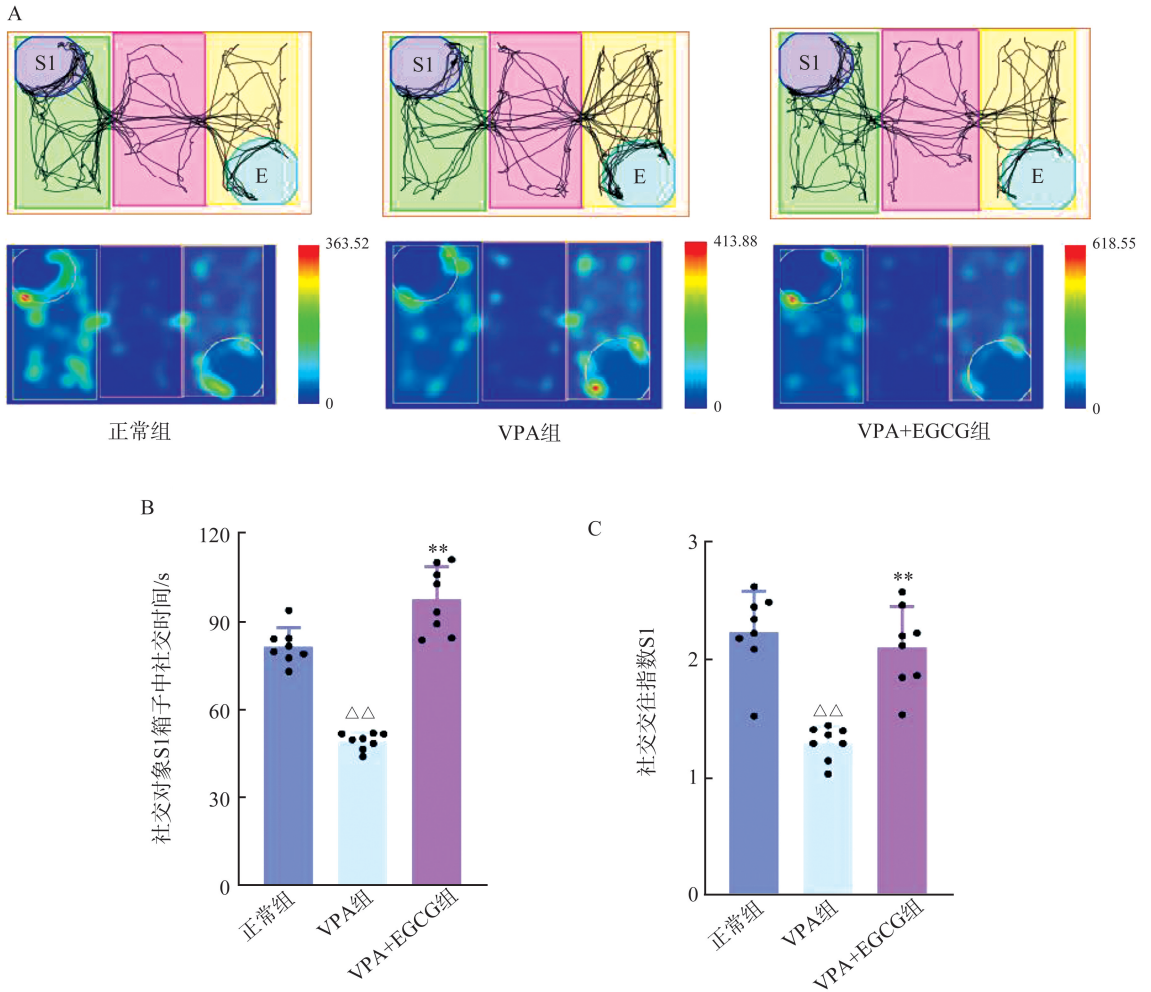 A
S1
E
S1
E
S1
E
363.52
0
413.88
0
618.55
0
正常组
VPA组
VPA+EGCG组
B
社交对象S1箱子中社交时间/s
120
90
60
30
0
△△
**
正常组
VPA组
VPA+EGCG组
C
社交交往指数S1
3
2
1
0
△△
**
正常组
VPA组
VPA+EGCG组